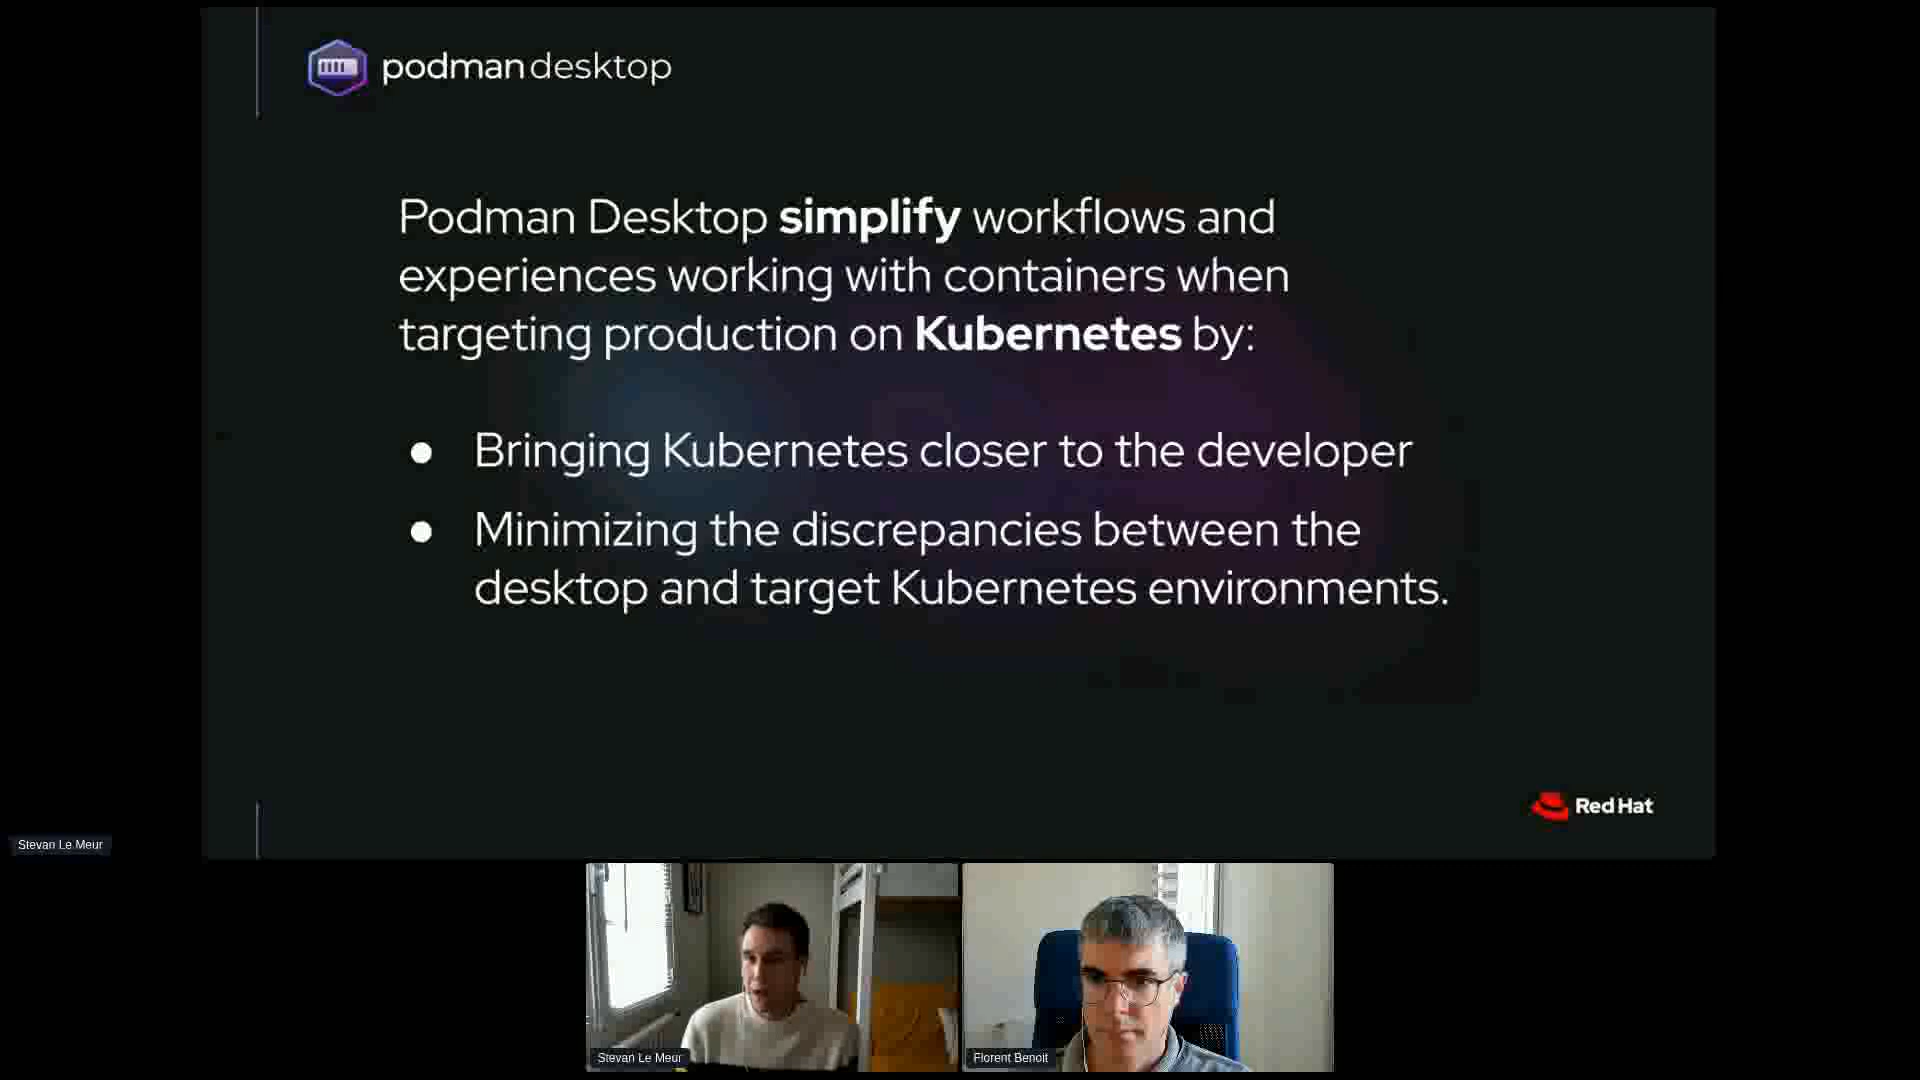 podman desktop
Podman Desktop simplify workflows and
experiences working with containers when
targeting production on Kubernetes by:
● Bringing Kubernetes closer to the developer
● Minimizing the discrepancies between the
desktop and target Kubernetes environments.
Red Hat
Stevan Le Meur
Stevan Le Meur
Florent Benoit